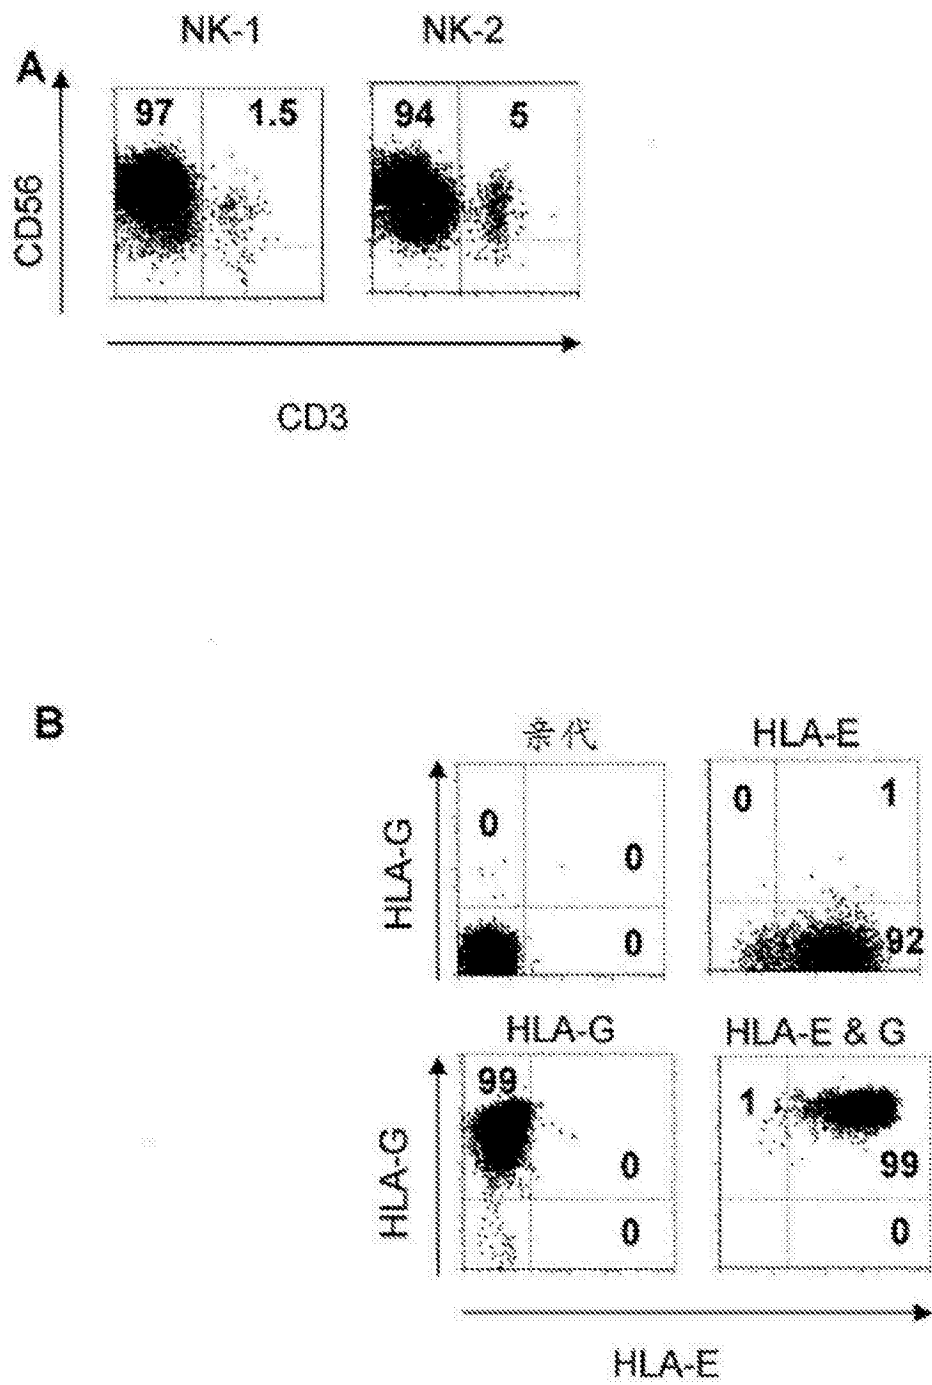 NK-1 NK-2
A
97 1.5 94 5
CD56
CD3
B
亲代 HLA-E
HLA-G
0 0 0
0 1 92
HLA-G HLA-E & G
HLA-G
99 0 0
1 99 0
HLA-E